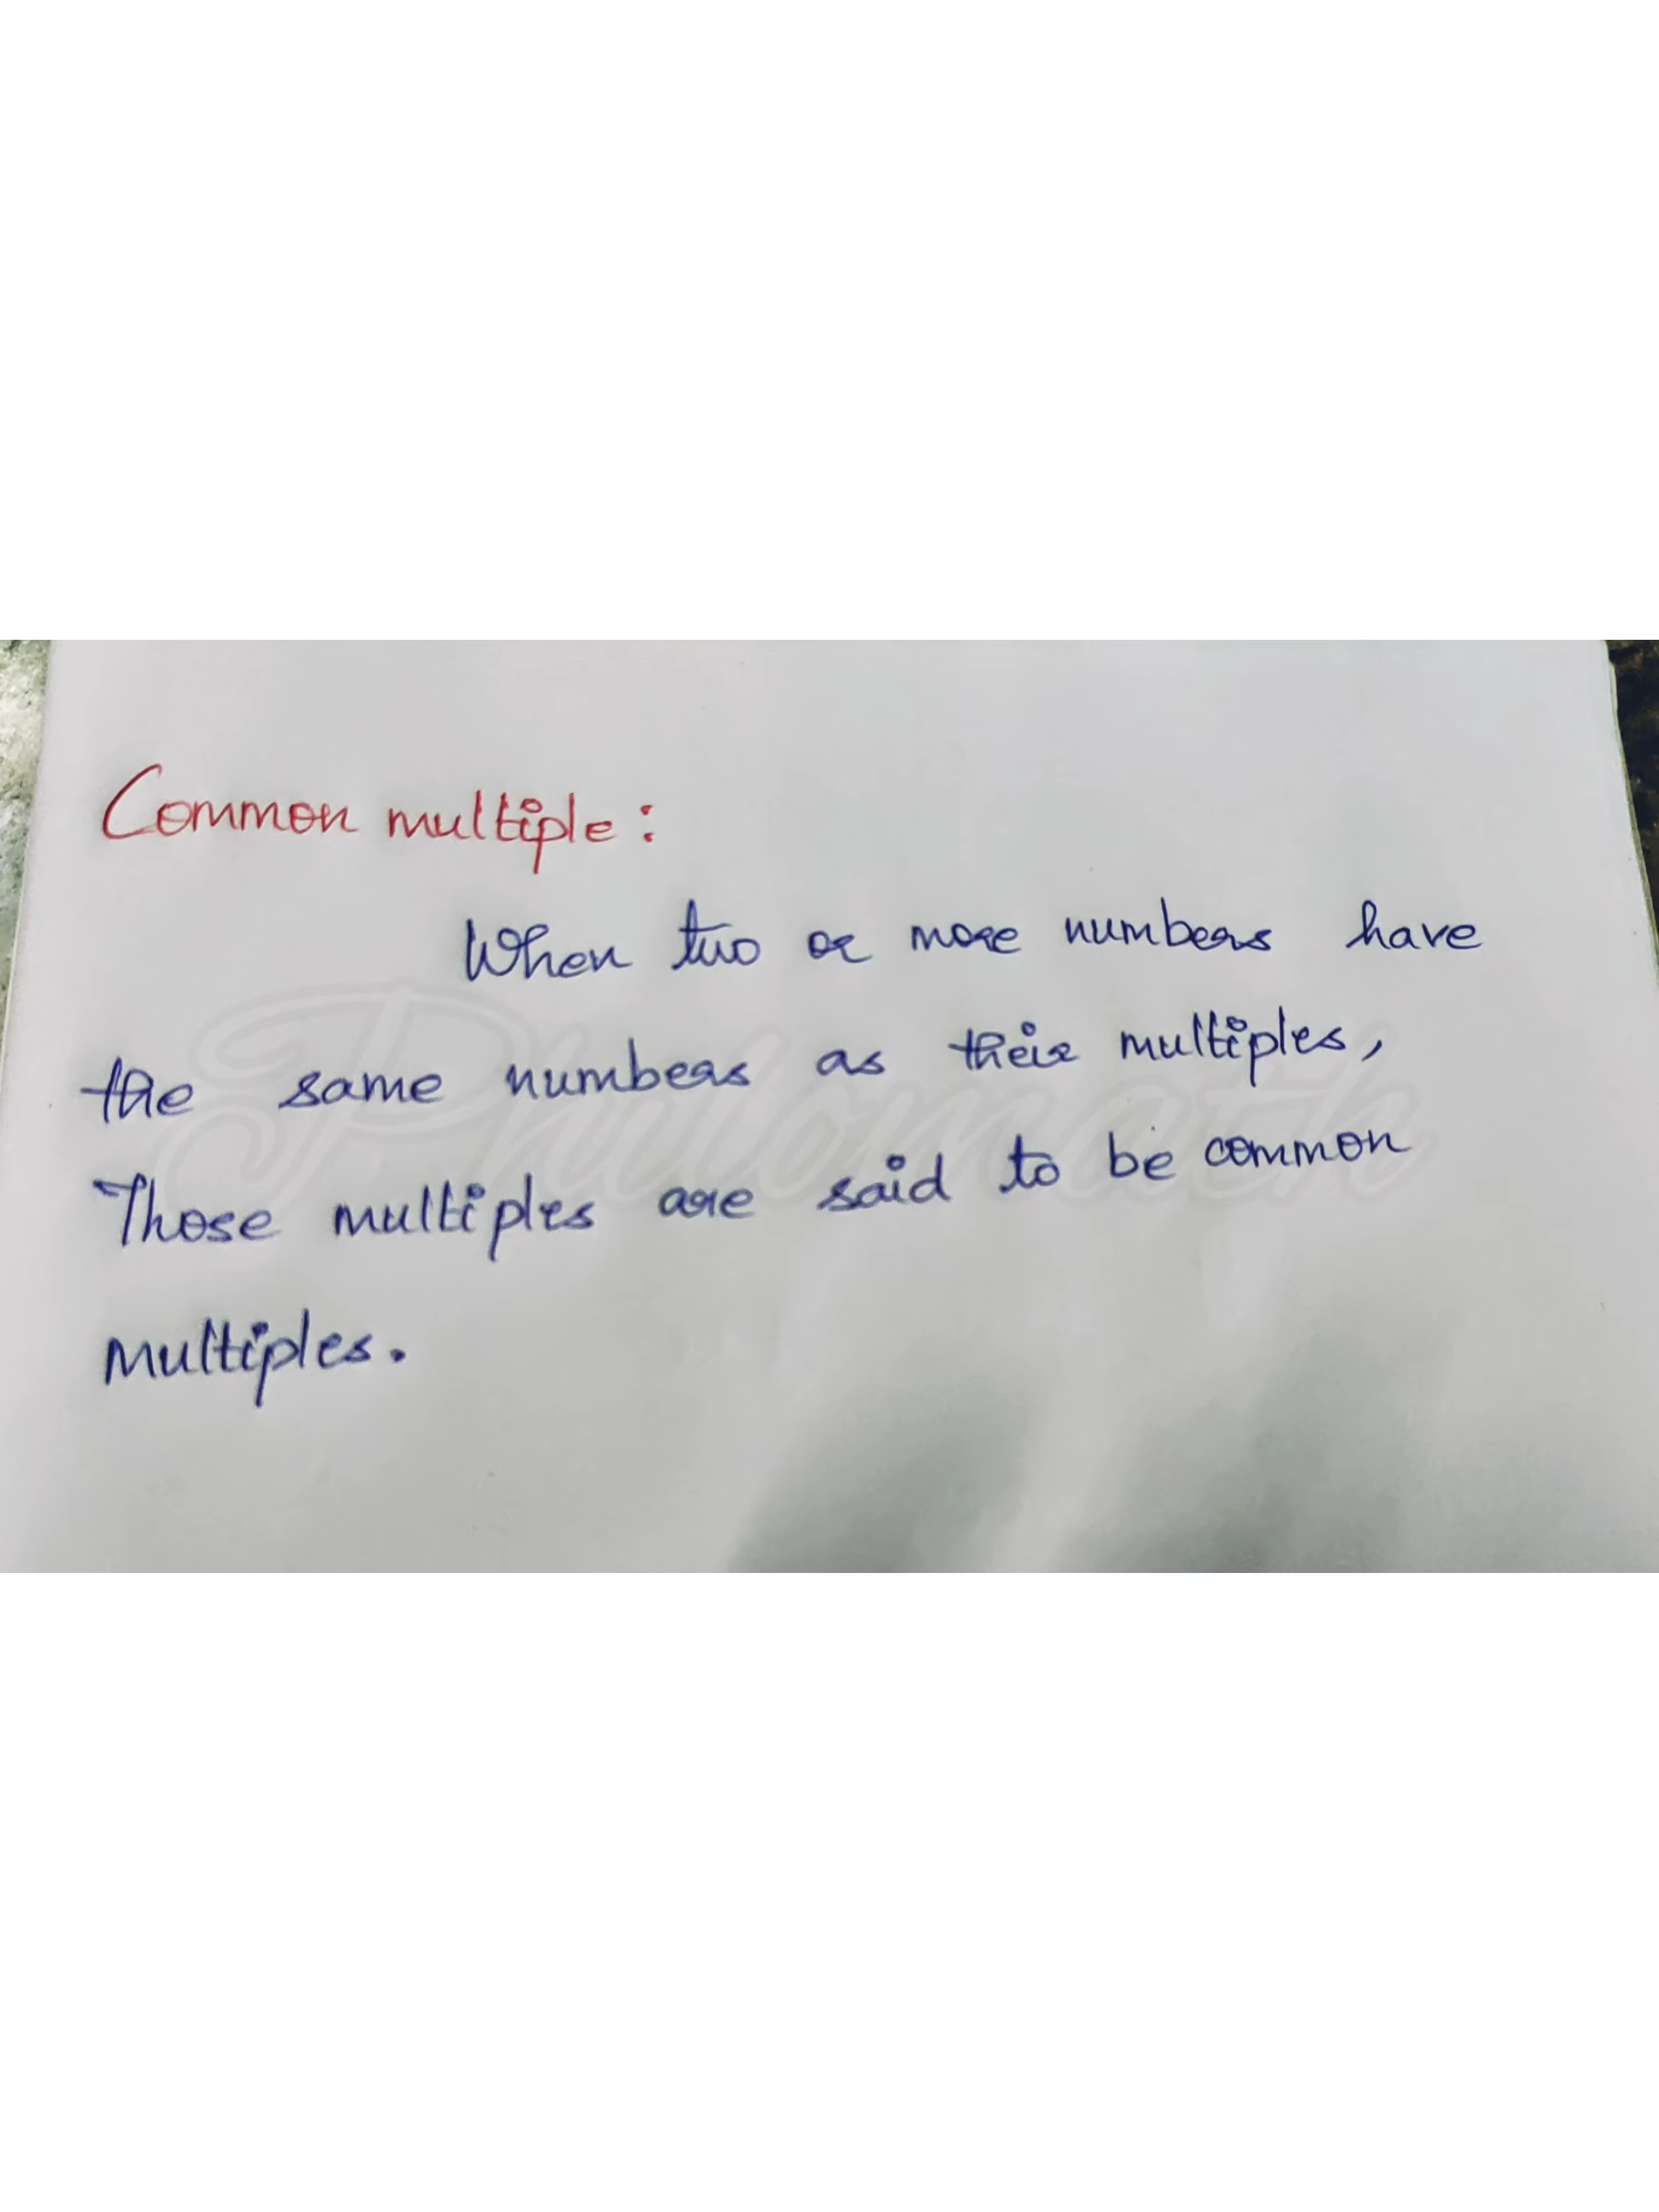 Common multiple:
When two or more numbers have
the same numbers as their multiples,
Those multiples are said to be common
multiples.
Philomath